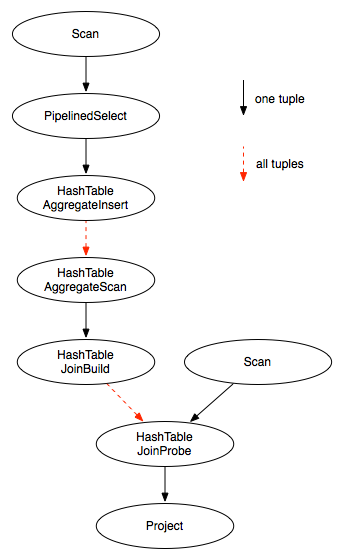 Scan
PipelinedSelect
one tuple
all tuples
HashTable
AggregateInsert
HashTable
AggregateScan
HashTable
JoinBuild
Scan
HashTable
JoinProbe
Project